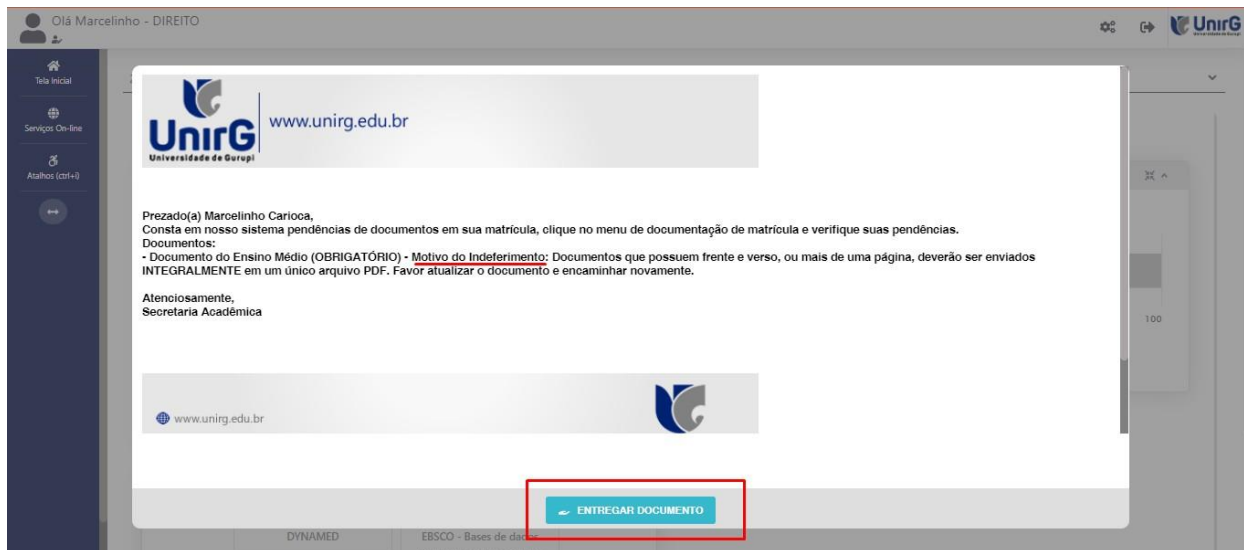 Olá Marcelinho - DIREITO
UnirG
Tela Inicial
Serviços On-line
Atalhos (ctrl+i)
UnirG
Universidade de Gurupi
www.unirg.edu.br
Prezado(a) Marcelinho Carioca,
Consta em nosso sistema pendências de documentos em sua matrícula, clique no menu de documentação de matrícula e verifique suas pendências.
Documentos:
- Documento do Ensino Médio (OBRIGATÓRIO) - Motivo do Indeferimento: Documentos que possuem frente e verso, ou mais de uma página, deverão ser enviados
INTEGRALMENTE em um único arquivo PDF. Favor atualizar o documento e encaminhar novamente.
Atenciosamente,
Secretaria Acadêmica
100
www.unirg.edu.br
ENTREGAR DOCUMENTO
DYNAMED
EBSCO - Bases de dados